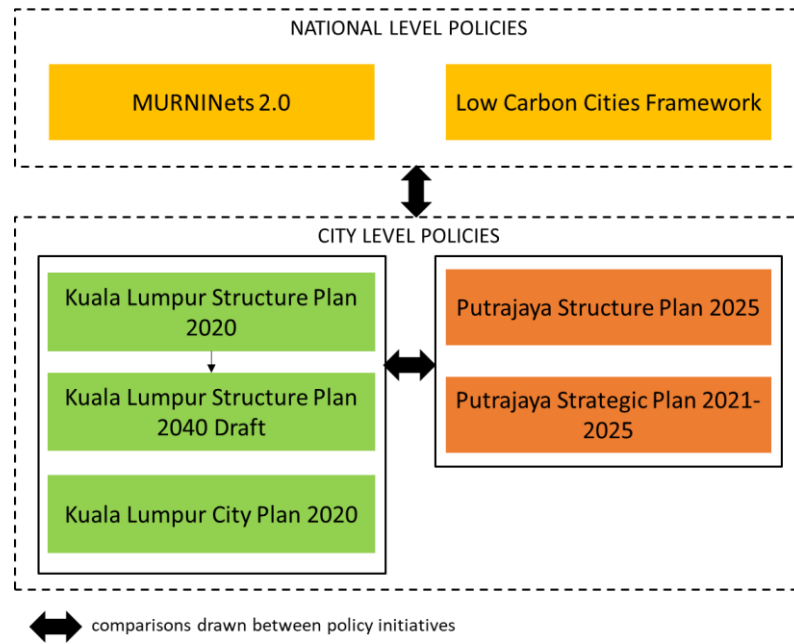 NATIONAL LEVEL POLICIES
MURNINets 2.0
Low Carbon Cities Framework
CITY LEVEL POLICIES
Kuala Lumpur Structure Plan
2020
Kuala Lumpur Structure Plan
2040 Draft
Kuala Lumpur City Plan 2020
Putrajaya Structure Plan 2025
Putrajaya Strategic Plan 2021-
2025
comparisons drawn between policy initiatives